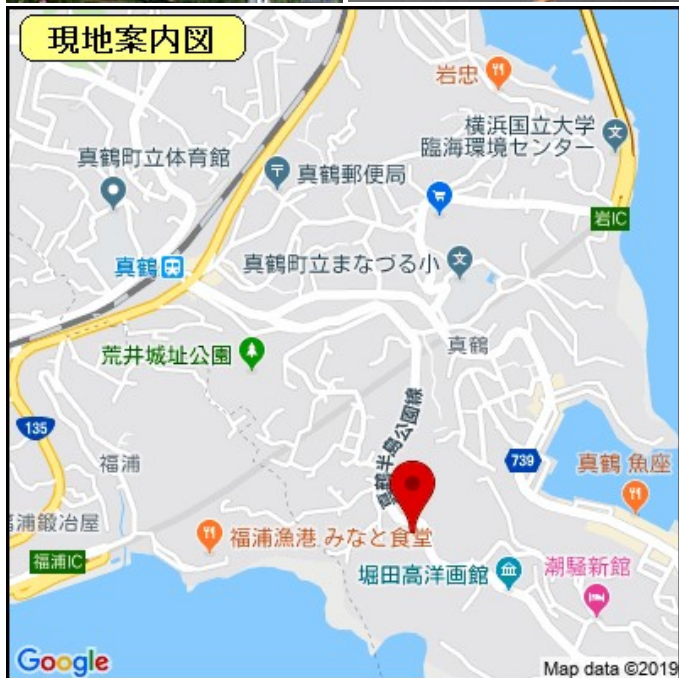 現地案内図
岩忠
横浜国立大学
臨海環境センター
真鶴町立体育館
真鶴郵便局
岩IC
真鶴
真鶴町立まなづる小
真鶴
荒井城址公園
真鶴半島公園線
135
福浦
739
真鶴 魚座
浦鍛冶屋
福浦漁港 みなと食堂
福浦IC
堀田高洋画館
潮騒新館
Google
Map data ©2019